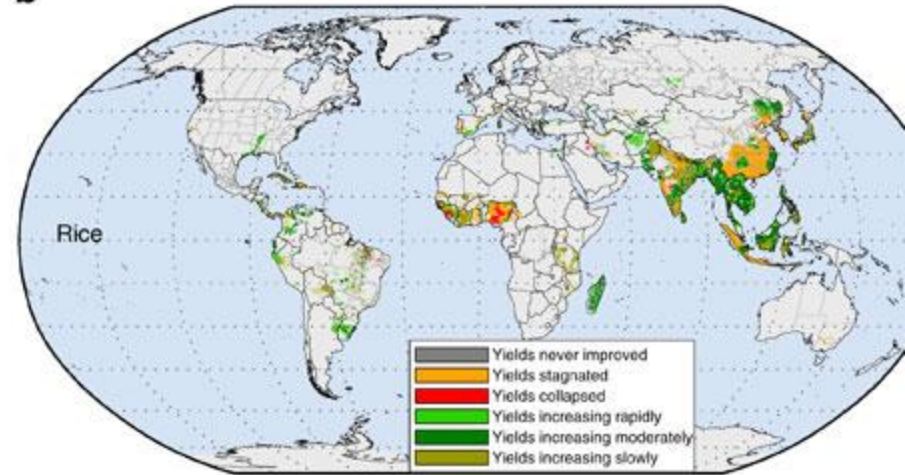 b
Rice
Yields never improved
Yields stagnated
Yields collapsed
Yields increasing rapidly
Yields increasing moderately
Yields increasing slowly